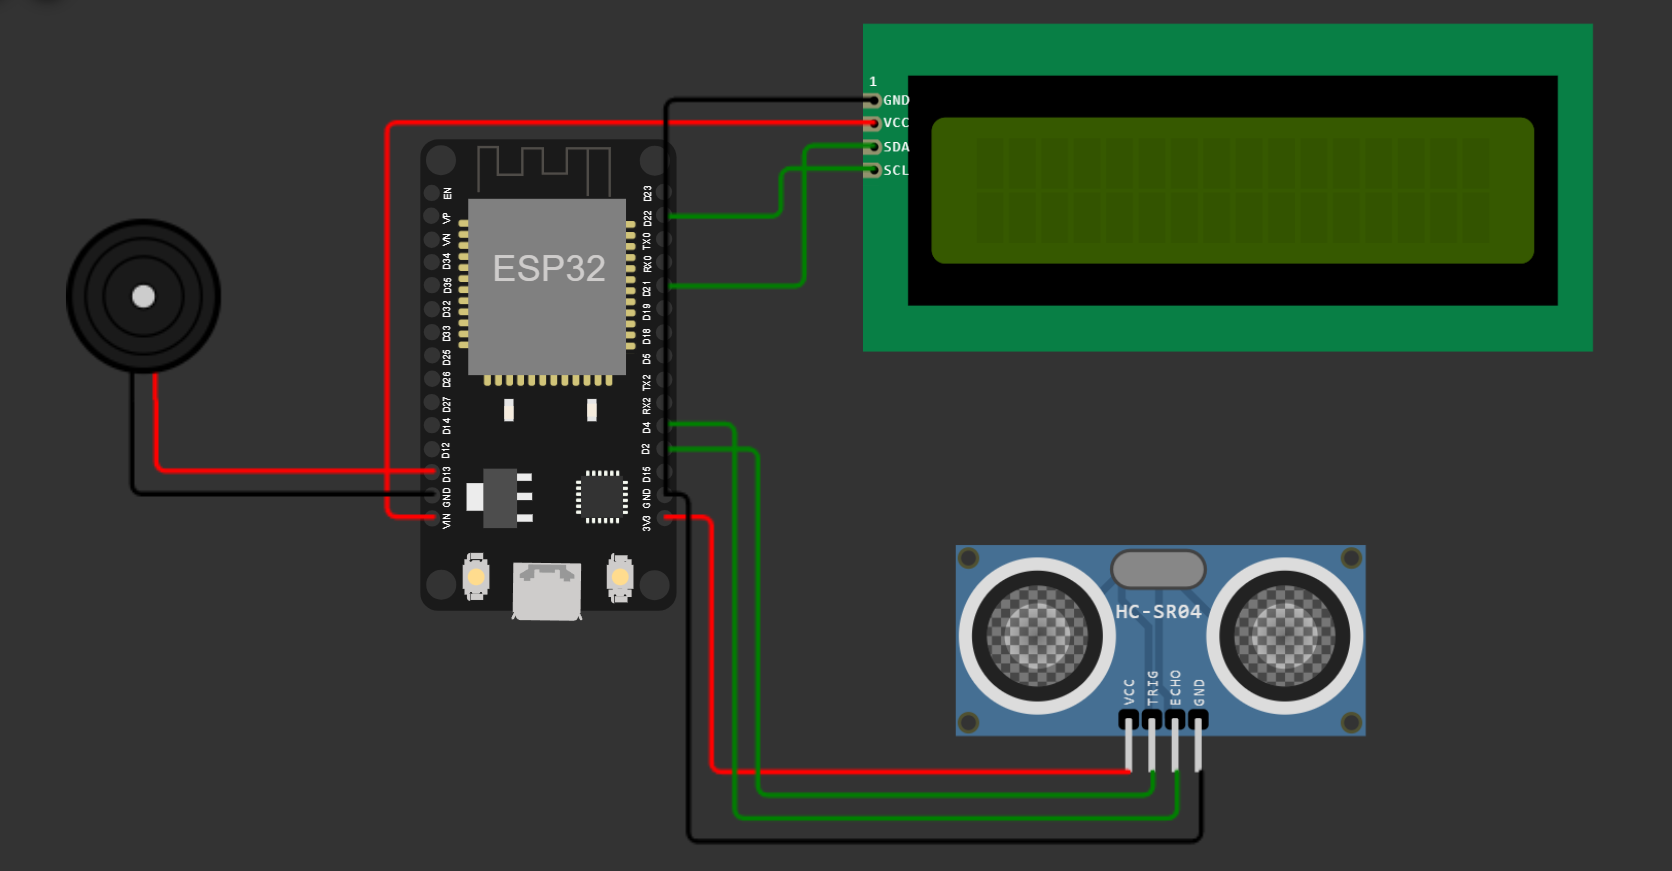 1
GND
VCC
SDA
SCL
ESP32
EN
VP
VN
D34
D35
D32
D33
D25
D26
D27
D14
D12
D13
GND
VIN
D23
D22
TX0
RX0
D21
D19
D18
D5
TX2
RX2
D4
D2
D15
GND
3V3
HC-SR04
VCC
TRIG
ECHO
GND